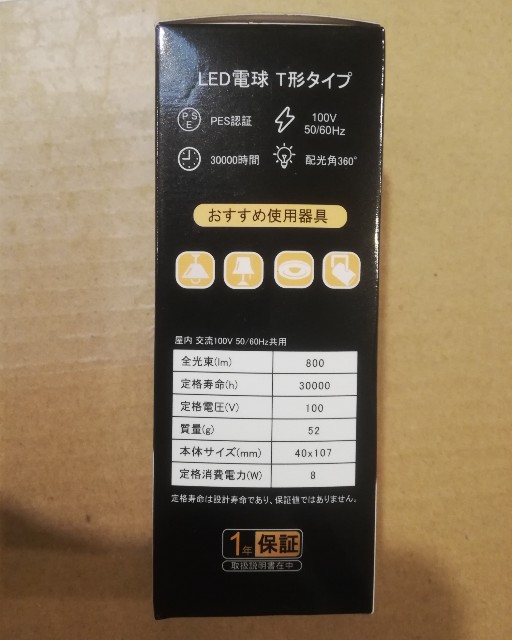 LED電球 T形タイプ
PSE PES認証 100V 50/60Hz
30000時間 配光角360°
おすすめ使用器具
屋内 交流100V 50/60Hz共用
全光束(lm) 800
定格寿命(h) 30000
定格電圧(V) 100
質量(g) 52
本体サイズ(mm) 40x107
定格消費電力(W) 8
定格寿命は設計寿命であり、保証値ではありません。
1年保証
取扱説明書在中